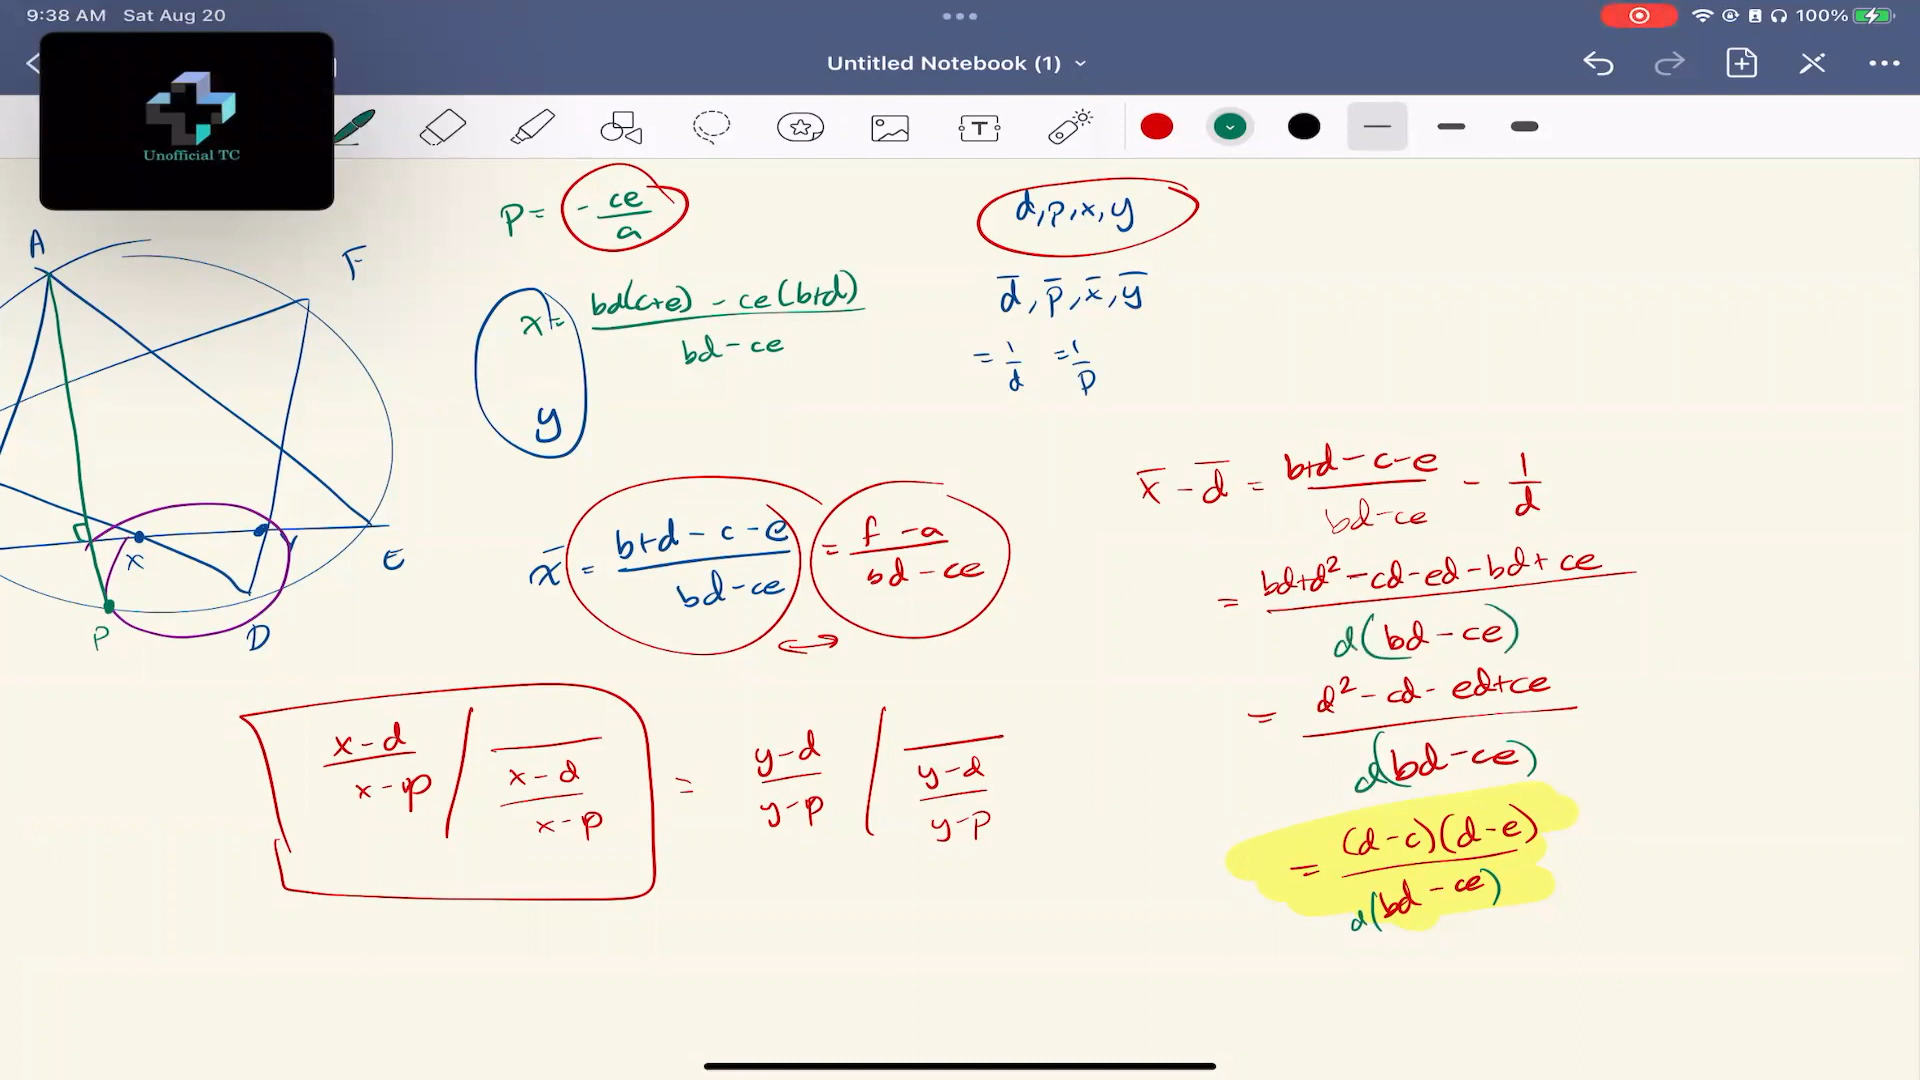 9:38 AM Sat Aug 20
100%
Untitled Notebook (1)
Unofficial TC
T
p = - ce/a
d, p, x, y
x = (bd(c+e) - ce(b+d))/(bd - ce)
d̅, p̅, x̅, y̅
= 1/d = 1/p
y
A
F
X
Y
E
P
D
x̅ = (b+d-c-e)/(bd-ce) = (f-a)/(bd-ce)
x̅ - d̅ = (b+d-c-e)/(bd-ce) - 1/d
= (bd+d²-cd-ed-bd+ce)/(d(bd-ce))
= (d²-cd-ed+ce)/(d(bd-ce))
= ((d-c)(d-e))/(d(bd-ce))
(x-d)/(x-p) / \overline{(x-d)/(x-p)} = (y-d)/(y-p) / \overline{(y-d)/(y-p)}